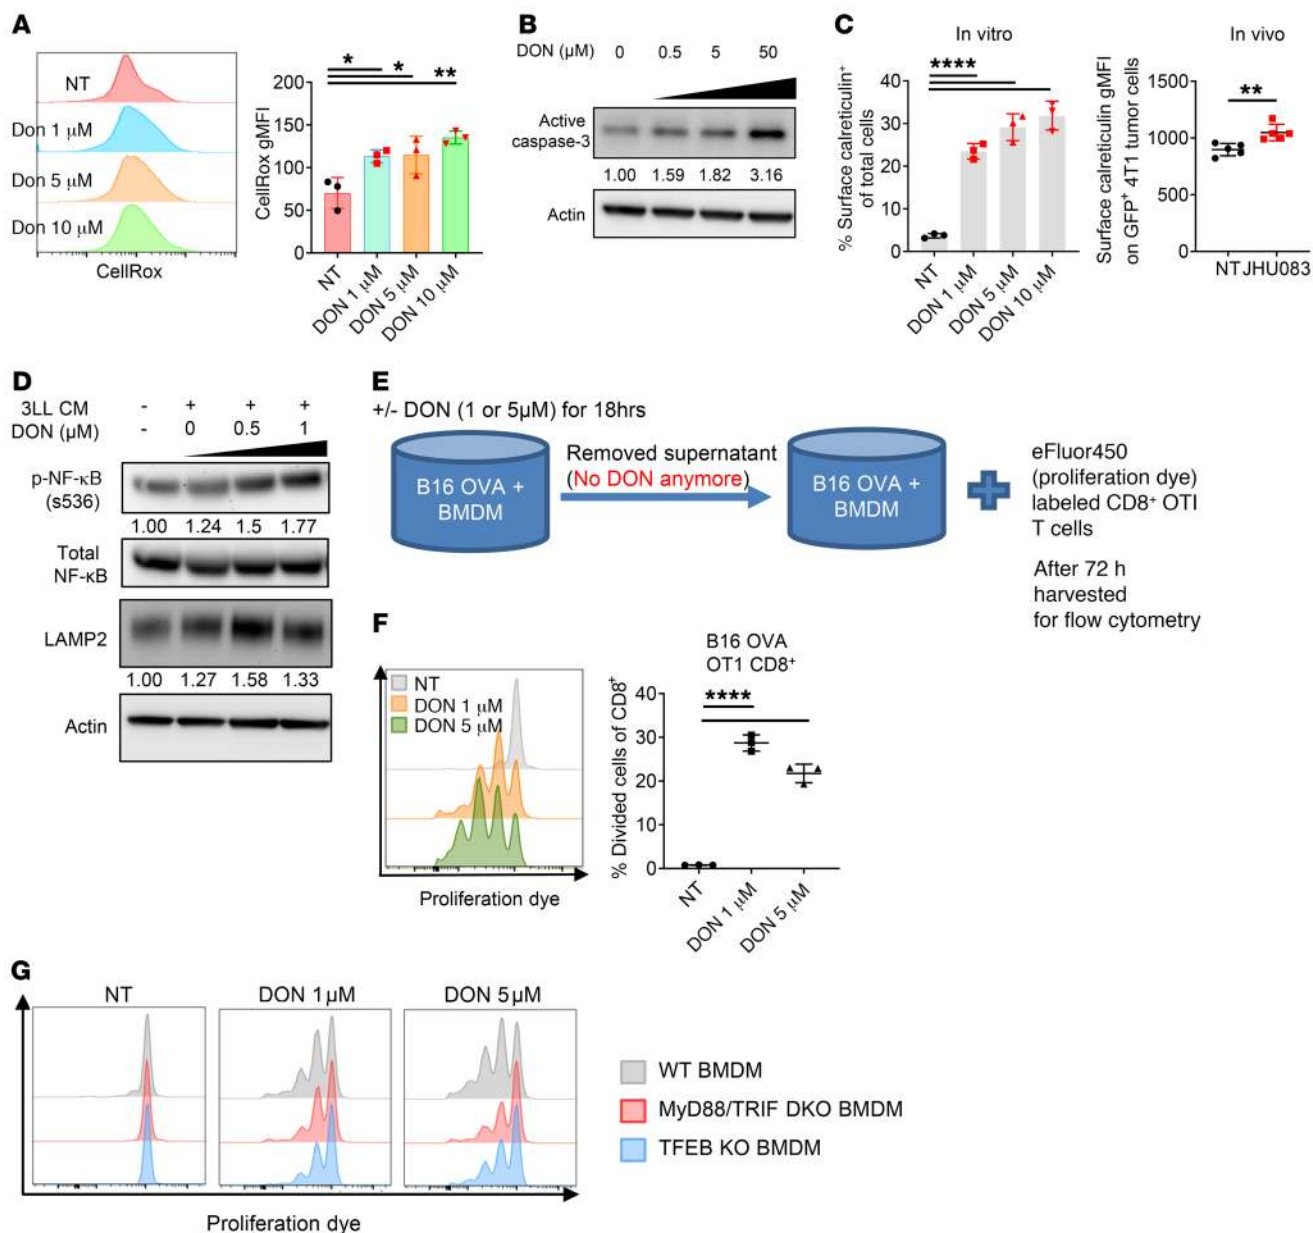 A
NT
Don 1 µM
Don 5 µM
Don 10 µM
CellRox
CellRox gMFI
200
150
100
50
0
* * **
NT
DON 1 µM
DON 5 µM
DON 10 µM
B
DON (µM) 0 0.5 5 50
Active
caspase-3
1.00 1.59 1.82 3.16
Actin
C
In vitro
% Surface calreticulin⁺
of total cells
40
30
20
10
0
****
NT
DON 1 µM
DON 5 µM
DON 10 µM
In vivo
Surface calreticulin gMFI
on GFP⁺ 4T1 tumor cells
1500
1000
500
0
**
NT JHU083
D
3LL CM - + + +
DON (µM) - 0 0.5 1
p-NF-κB
(s536)
1.00 1.24 1.5 1.77
Total
NF-κB
LAMP2
1.00 1.27 1.58 1.33
Actin
E
+/- DON (1 or 5µM) for 18hrs
B16 OVA +
BMDM
Removed supernatant
(No DON anymore)
B16 OVA +
BMDM
eFluor450
(proliferation dye)
labeled CD8⁺ OTI
T cells
After 72 h
harvested
for flow cytometry
F
NT
DON 1 µM
DON 5 µM
Proliferation dye
B16 OVA
OT1 CD8⁺
% Divided cells of CD8⁺
40
30
20
10
0
****
NT
DON 1 µM
DON 5 µM
G
NT
DON 1µM
DON 5µM
Proliferation dye
WT BMDM
MyD88/TRIF DKO BMDM
TFEB KO BMDM